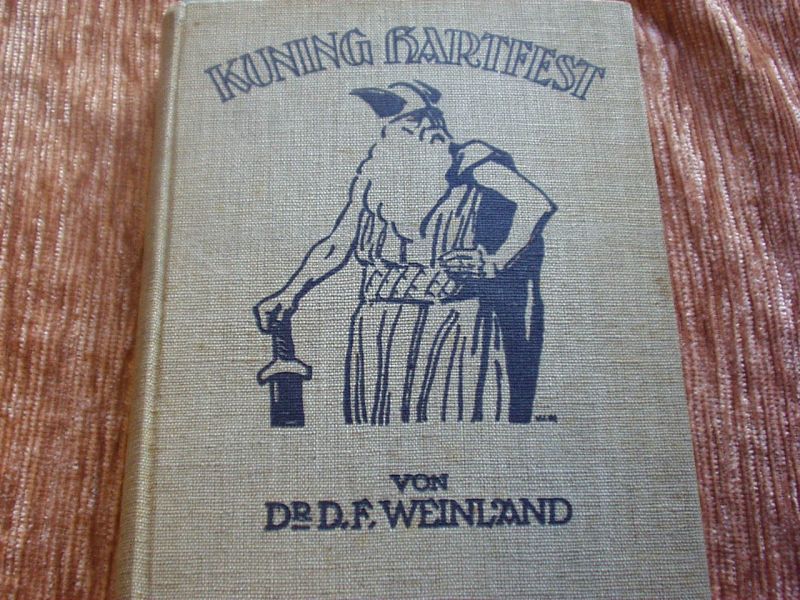 KUNING HARTFEST
VON
DR D. F. WEINLAND